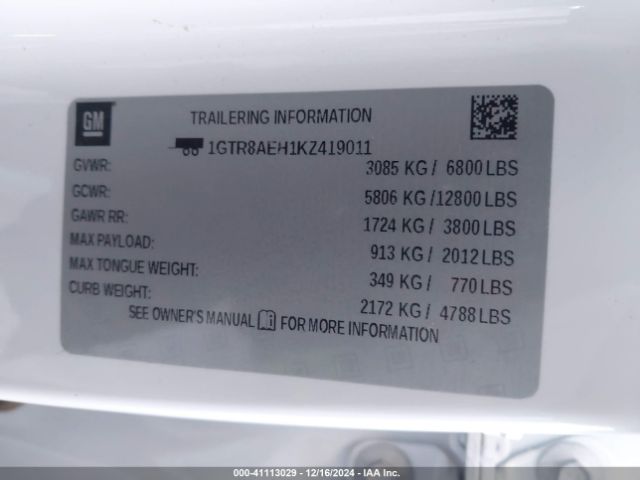 GM
TRAILERING INFORMATION
1GTR8AEH1KZ419011
GVWR: 3085 KG / 6800 LBS
GCWR: 5806 KG /12800 LBS
GAWR RR: 1724 KG / 3800 LBS
MAX PAYLOAD: 913 KG / 2012 LBS
MAX TONGUE WEIGHT: 349 KG / 770 LBS
CURB WEIGHT: 2172 KG / 4788 LBS
SEE OWNER'S MANUAL FOR MORE INFORMATION
000-41113029 - 12/16/2024 - IAA Inc.